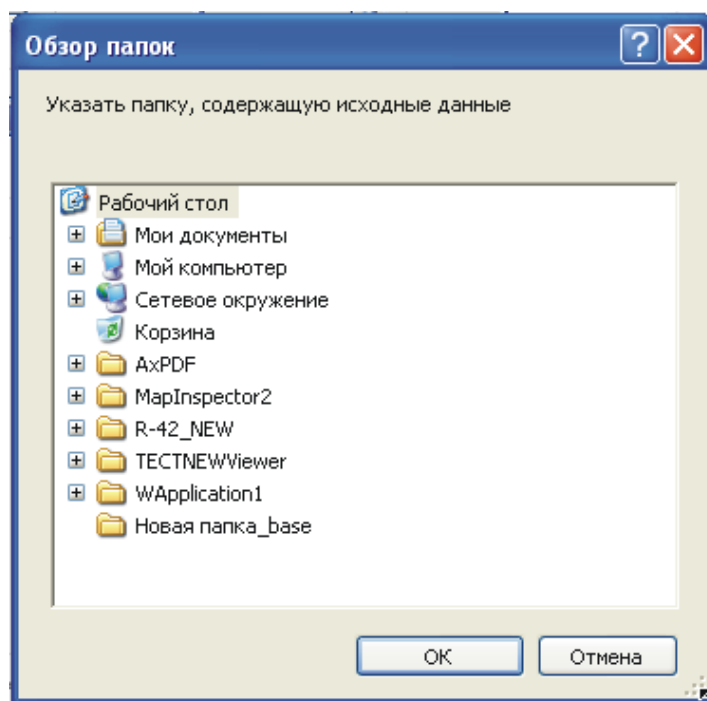 Обзор папок
Указать папку, содержащую исходные данные
Рабочий стол
Мои документы
Мой компьютер
Сетевое окружение
Корзина
AxPDF
MapInspector2
R-42_NEW
TECTNEWViewer
WApplication1
Новая папка_base
OK Отмена